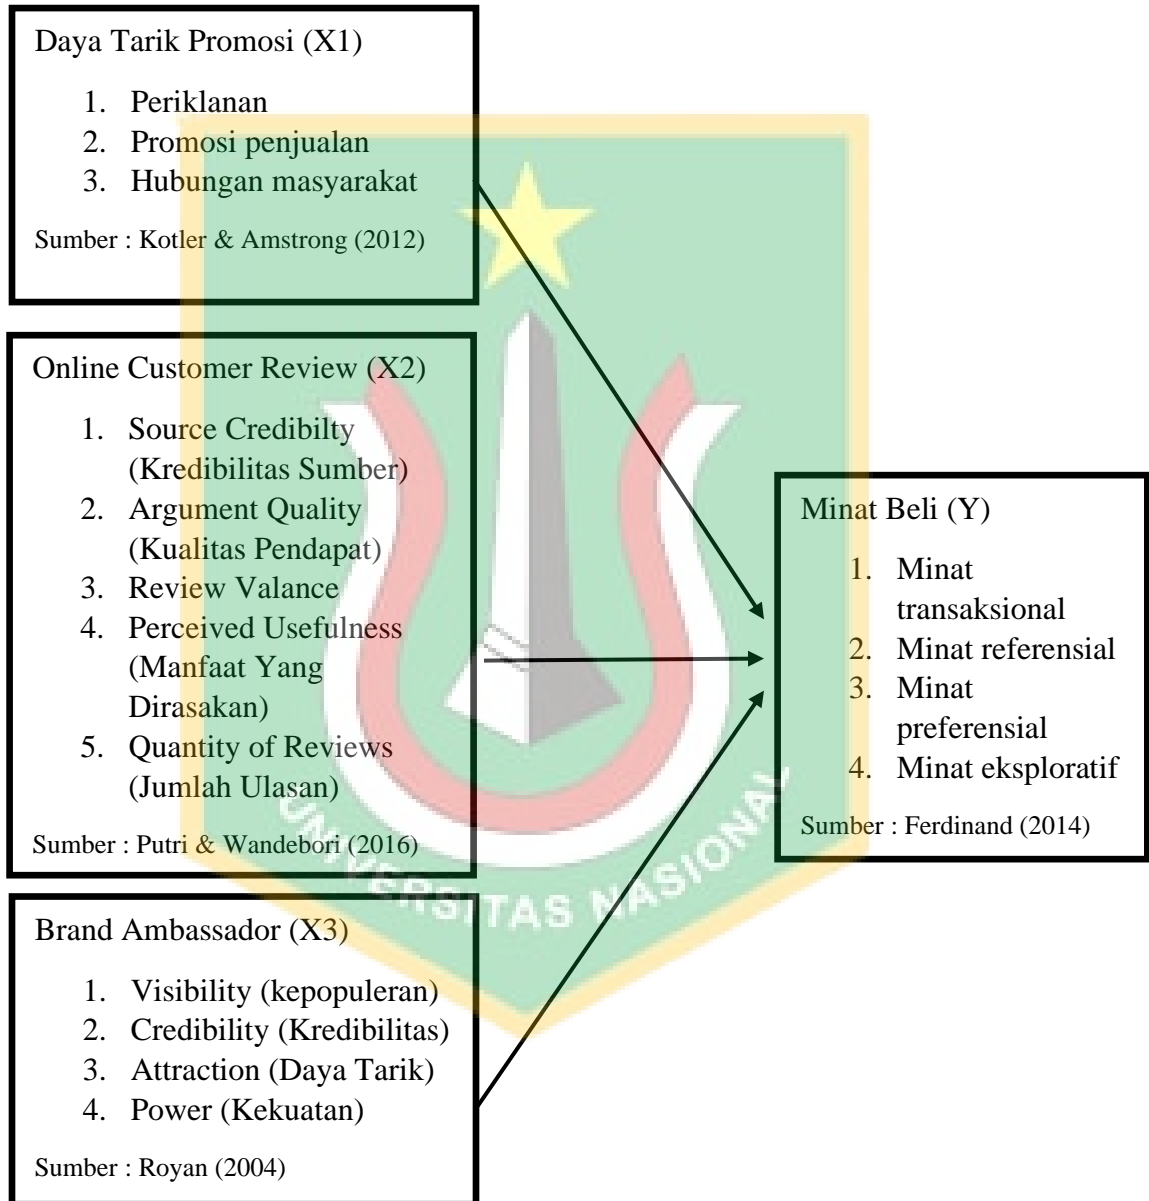 Daya Tarik Promosi (X1)
1. Periklanan
2. Promosi penjualan
3. Hubungan masyarakat
Sumber : Kotler & Amstrong (2012)
Online Customer Review (X2)
1. Source Credibilty
(Kredibilitas Sumber)
2. Argument Quality
(Kualitas Pendapat)
3. Review Valance
4. Perceived Usefulness
(Manfaat Yang
Dirasakan)
5. Quantity of Reviews
(Jumlah Ulasan)
Sumber : Putri & Wandebori (2016)
Brand Ambassador (X3)
1. Visibility (kepopuleran)
2. Credibility (Kredibilitas)
3. Attraction (Daya Tarik)
4. Power (Kekuatan)
Sumber : Royan (2004)
Minat Beli (Y)
1. Minat
transaksional
2. Minat referensial
3. Minat
preferensial
4. Minat eksploratif
Sumber : Ferdinand (2014)
UNIVERSITAS NASIONAL